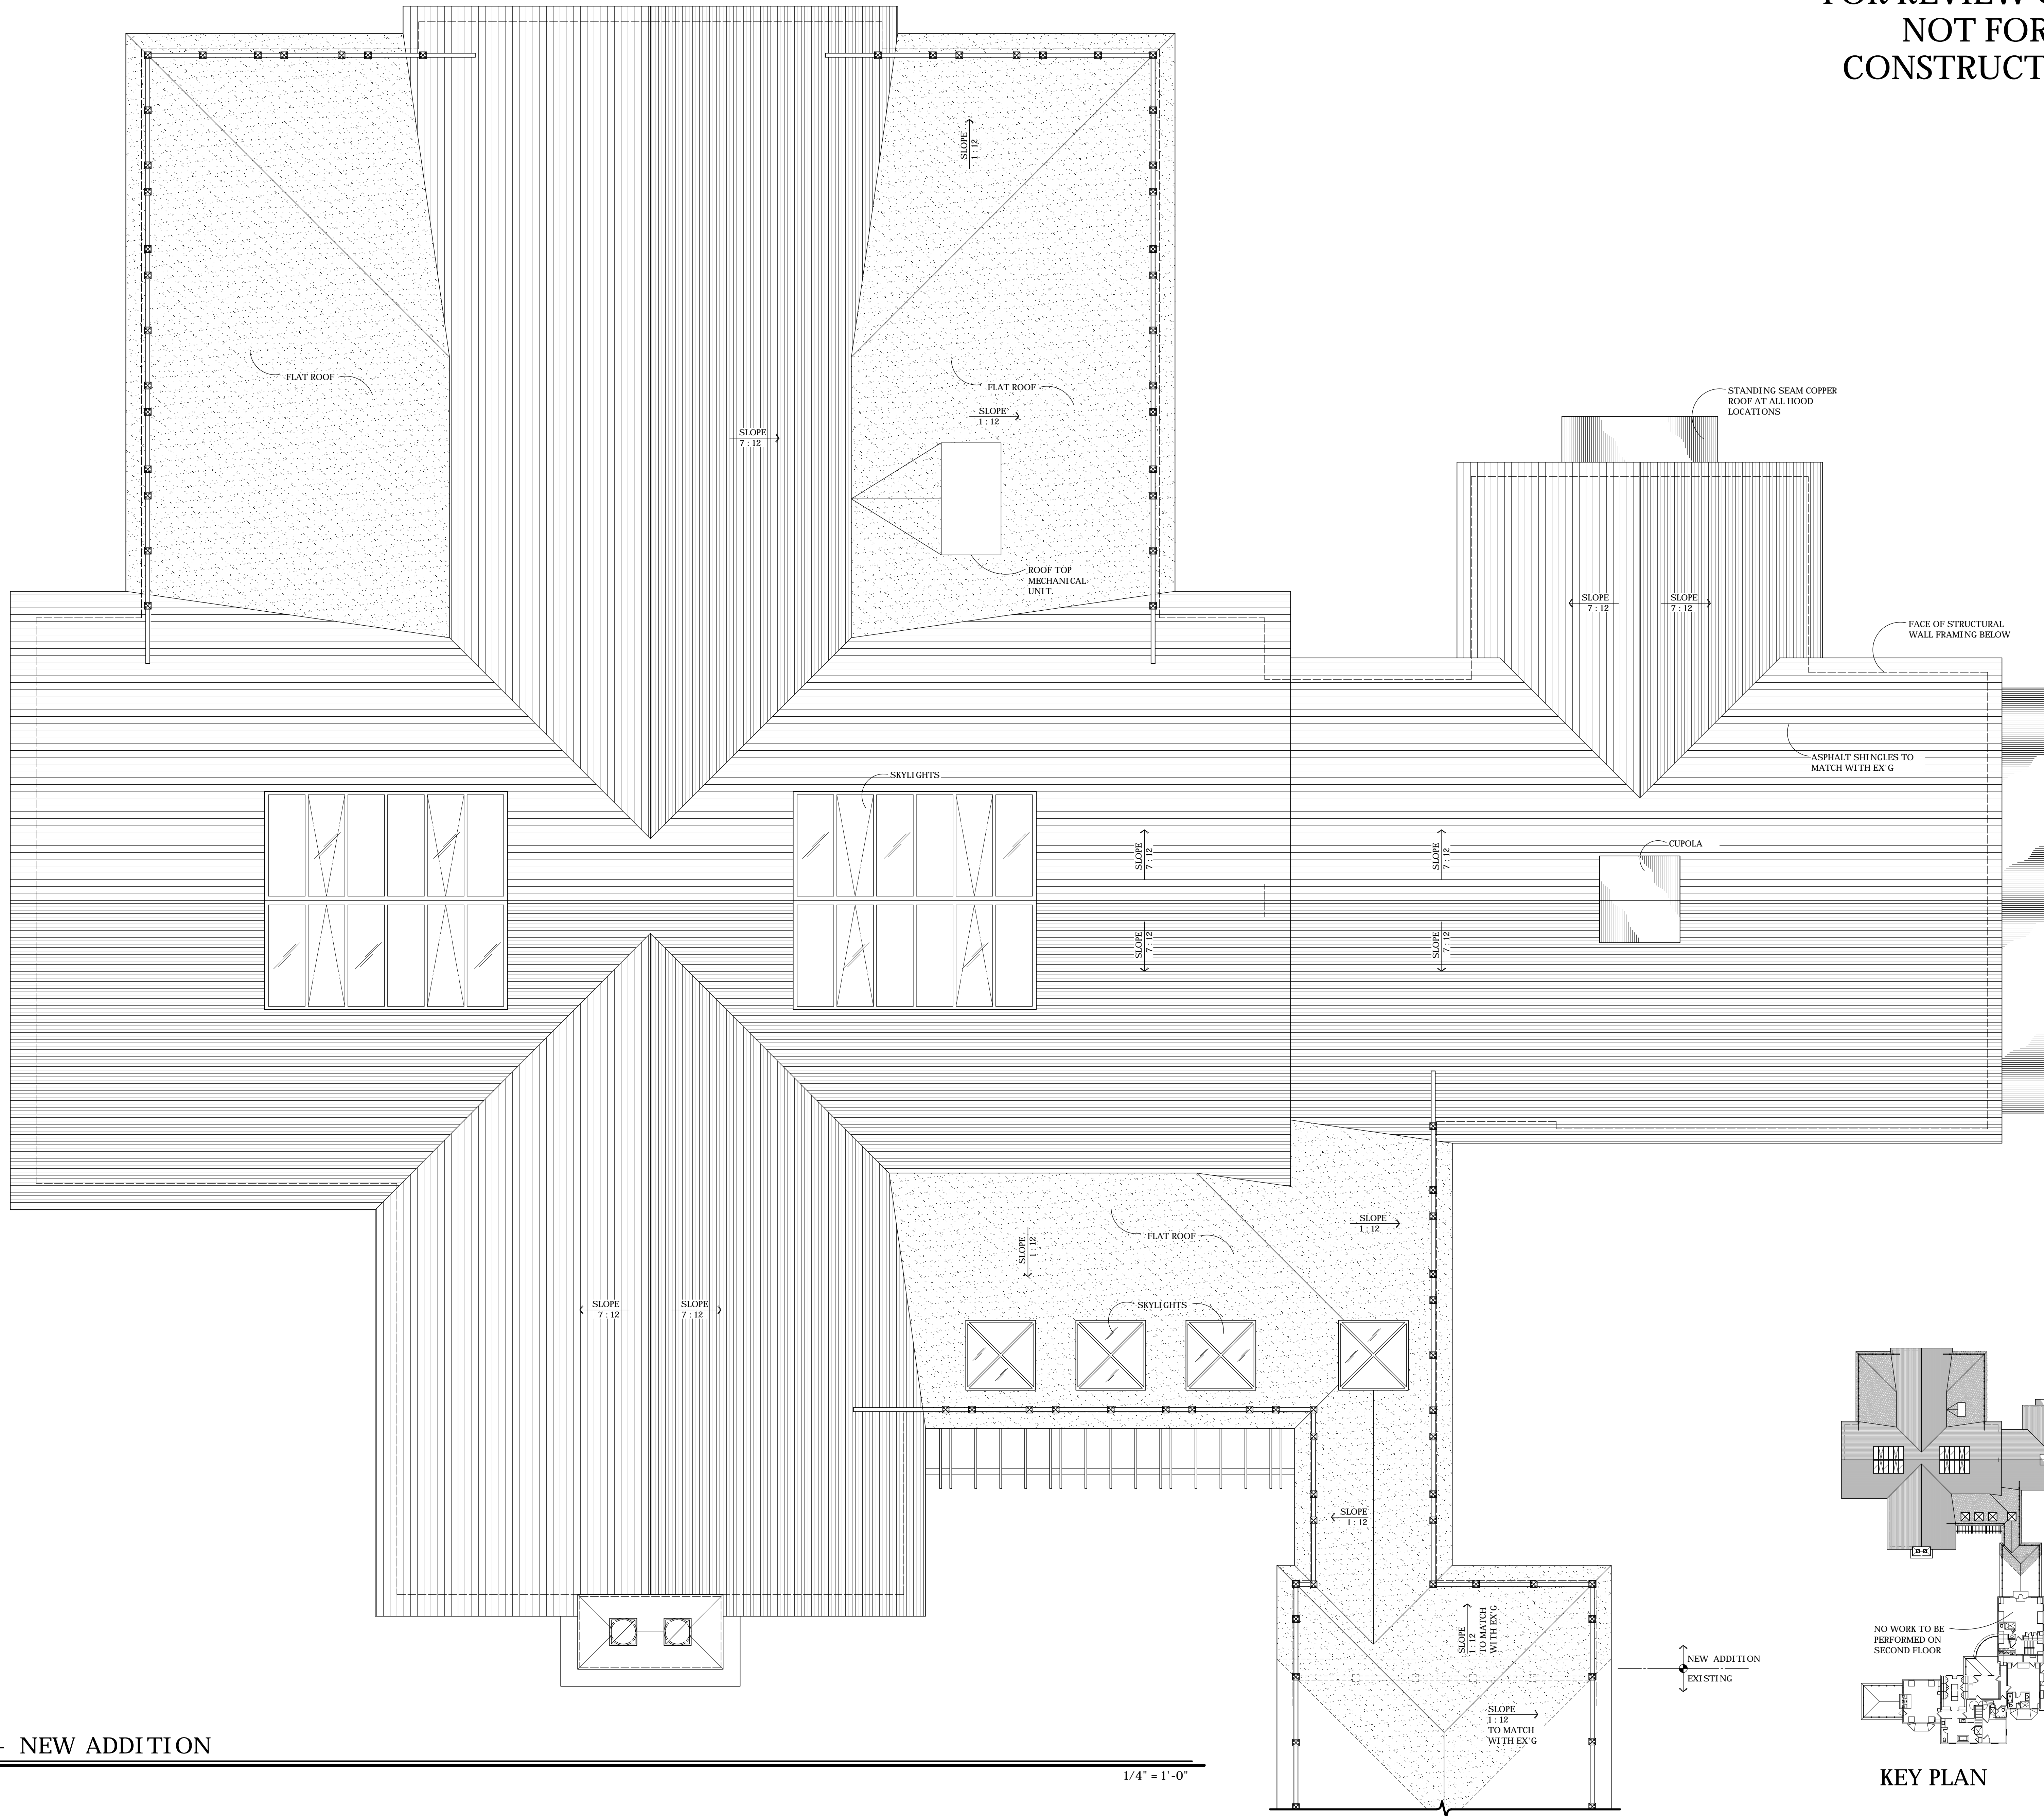 FOR REVIEW
NOT FOR
CONSTRUCT
SLOPE
1 : 12
FLAT ROOF
FLAT ROOF
SLOPE
1 : 12
SLOPE
7 : 12
STANDING SEAM COPPER
ROOF AT ALL HOOD
LOCATIONS
ROOF TOP
MECHANICAL
UNIT.
SLOPE
7 : 12
SLOPE
7 : 12
FACE OF STRUCTURAL
WALL FRAMING BELOW
ASPHALT SHINGLES TO
MATCH WITH EX'G
SKYLIGHTS
CUPOLA
SLOPE
7 : 12
SLOPE
7 : 12
SLOPE
7 : 12
SLOPE
7 : 12
SLOPE
1 : 12
FLAT ROOF
SLOPE
1 : 12
SLOPE
7 : 12
SLOPE
7 : 12
SKYLIGHTS
SLOPE
1 : 12
SLOPE
1 : 12
TO MATCH
WITH EX'G
NEW ADDITION
EXISTING
SLOPE
1 : 12
TO MATCH
WITH EX'G
NO WORK TO BE
PERFORMED ON
SECOND FLOOR
- NEW ADDITION
1/4" = 1'-0"
KEY PLAN